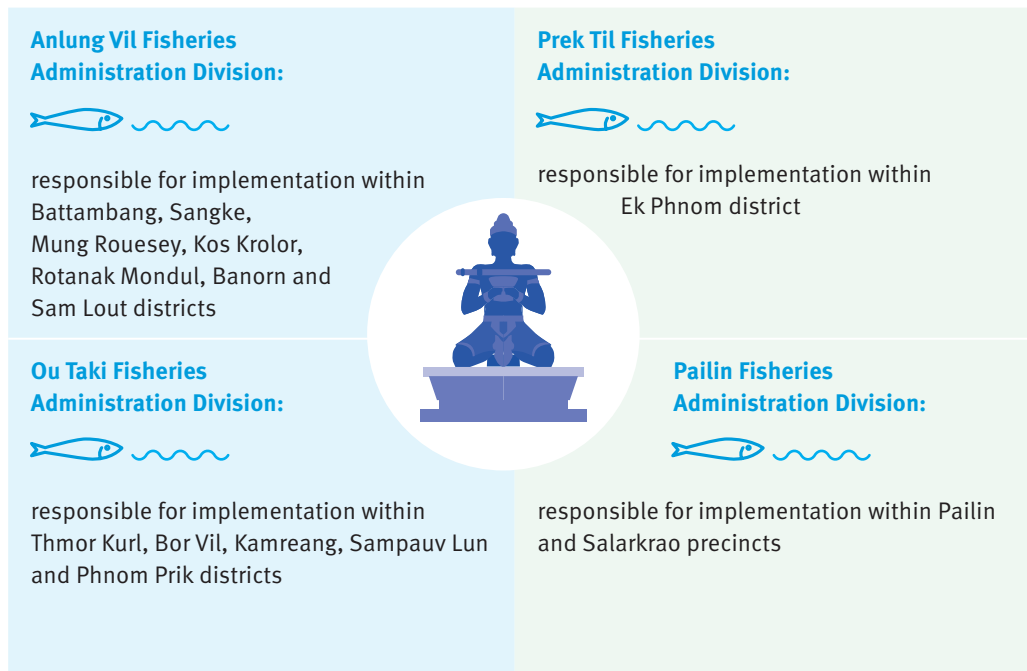 Anlung Vil Fisheries
Administration Division:
responsible for implementation within
Battambang, Sangke,
Mung Rouesey, Kos Krolor,
Rotanak Mondul, Banorn and
Sam Lout districts
Prek Til Fisheries
Administration Division:
responsible for implementation within
Ek Phnom district
Ou Taki Fisheries
Administration Division:
responsible for implementation within
Thmor Kurl, Bor Vil, Kamreang, Sampauv Lun
and Phnom Prik districts
Pailin Fisheries
Administration Division:
responsible for implementation within Pailin
and Salarkrao precincts